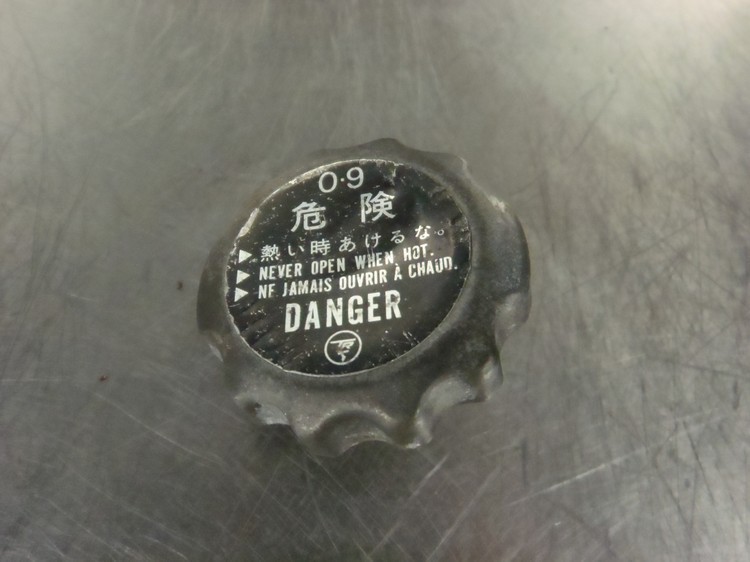 0·9
危険
▶熱い時あけるな。
▶NEVER OPEN WHEN HOT.
▶NE JAMAIS OUVRIR À CHAUD.
DANGER